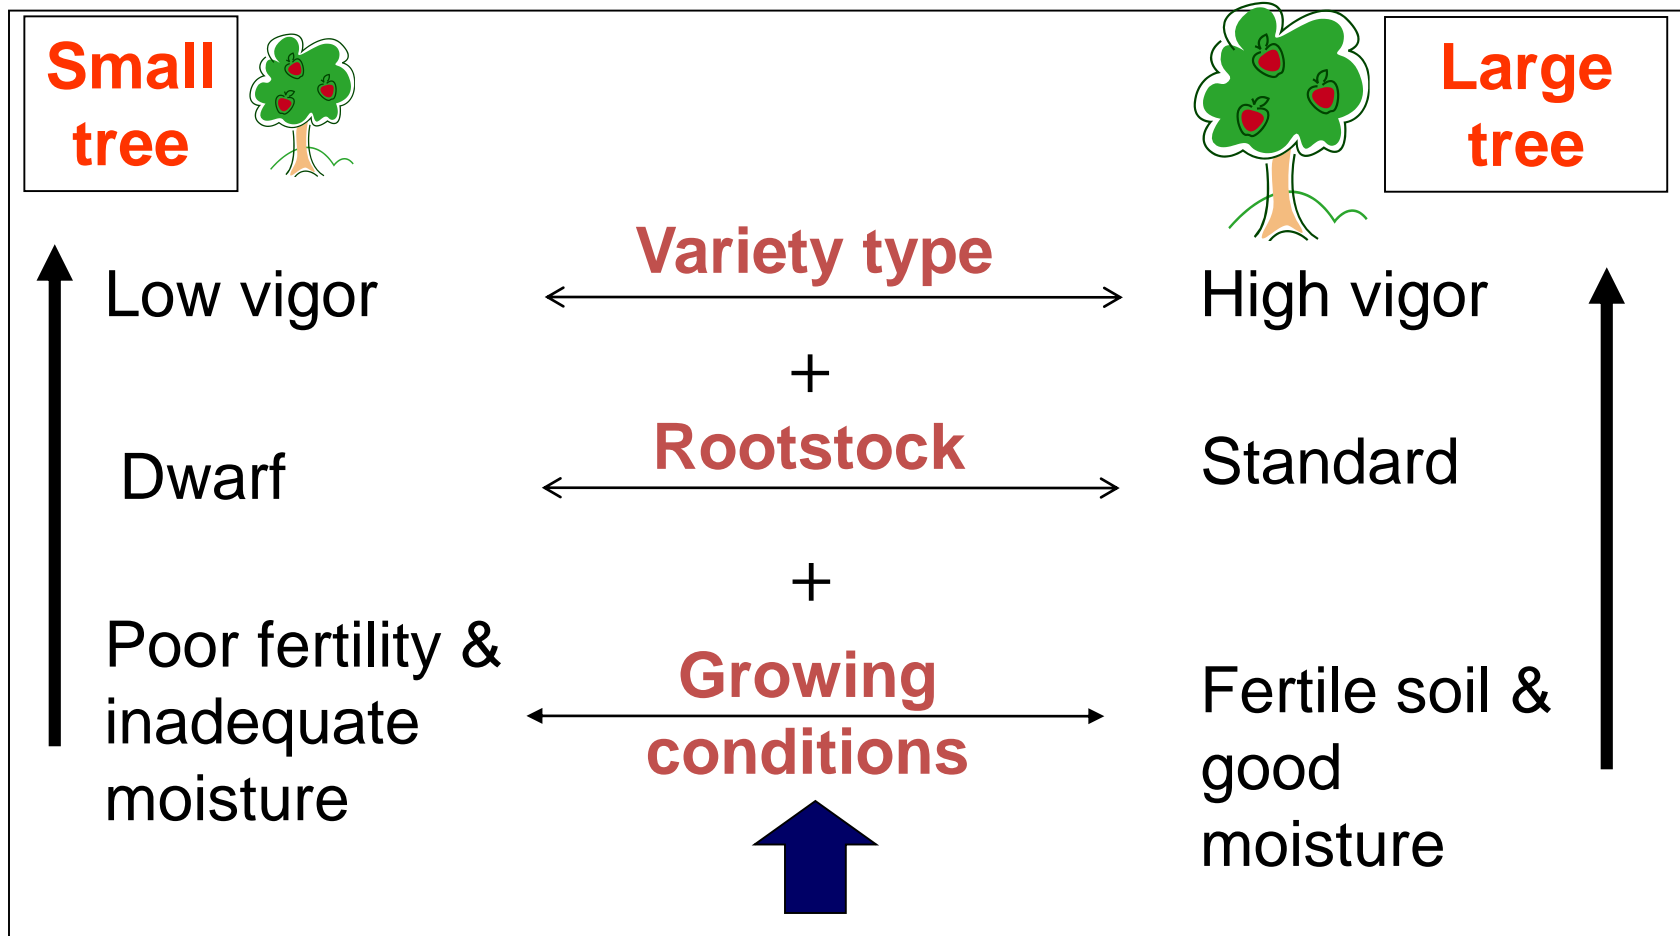 Small
tree
Large
tree
Variety type
Low vigor
High vigor
+
Rootstock
Dwarf
Standard
+
Poor fertility &
inadequate
moisture
Growing
conditions
Fertile soil &
good
moisture